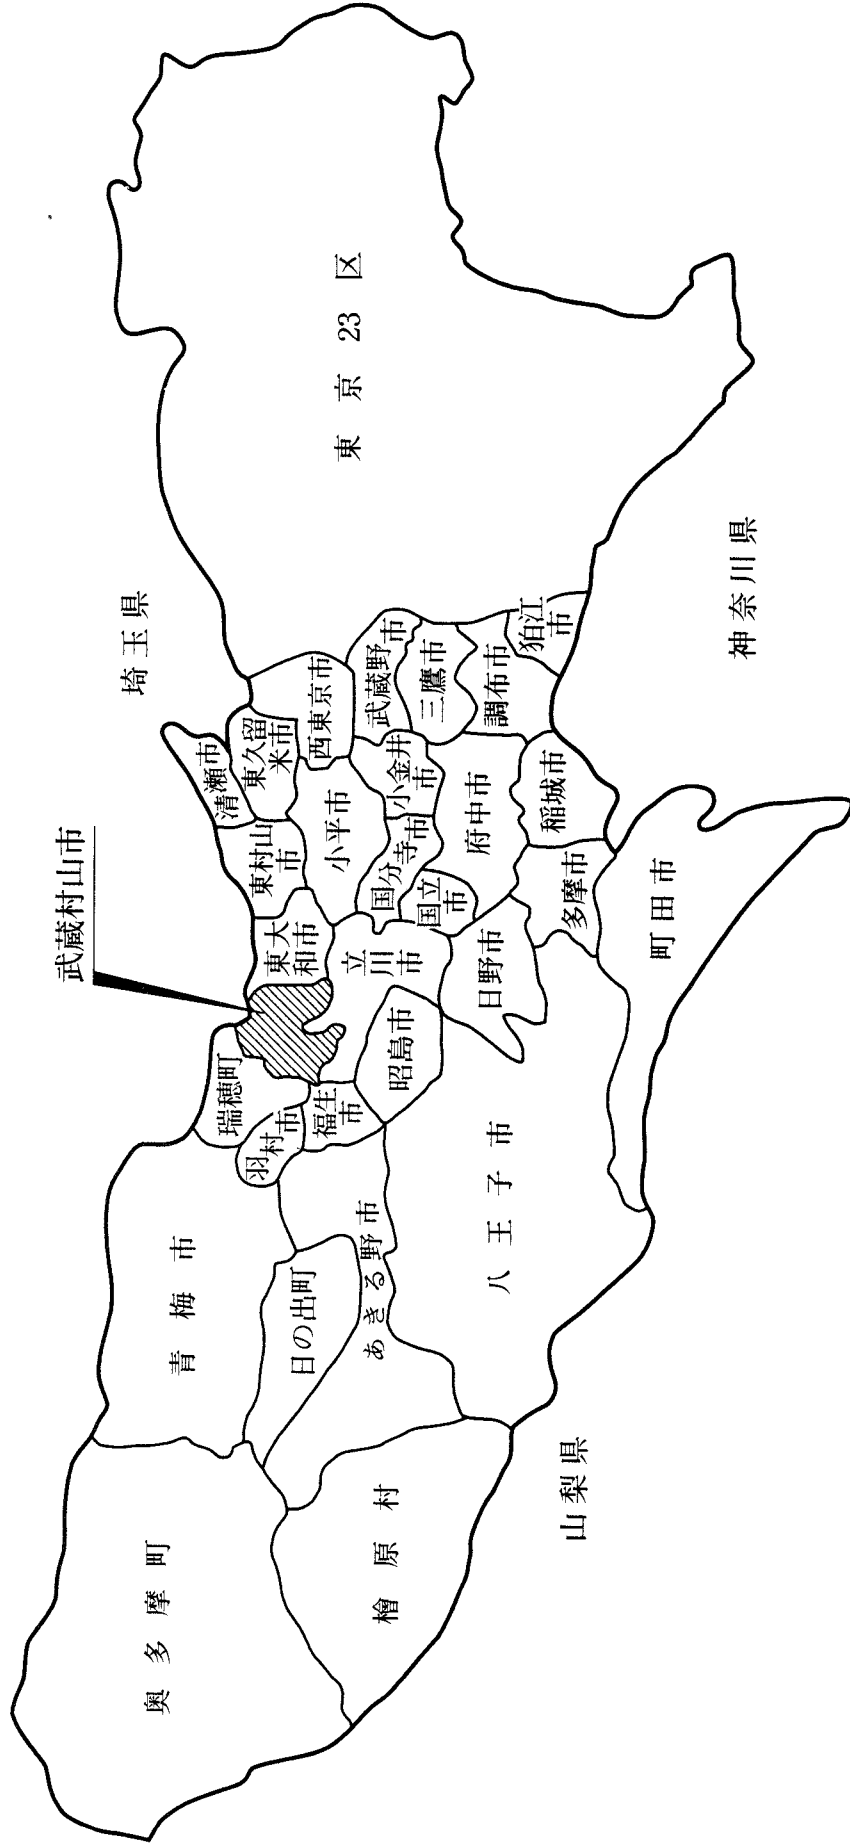 埼玉県
武蔵村山市
奥多摩町
青梅市
瑞穂町
羽村市
福生市
日の出町
あきる野市
檜原村
八王子市
昭島市
立川市
東大
和市
東村山
市
清瀬市
東久留
米市
西東京市
小平市
小金井
市
国分寺市
国立
市
武蔵野市
三鷹市
調布市
狛江
市
府中市
稲城市
多摩市
日野市
町田市
東京23区
山梨県
神奈川県